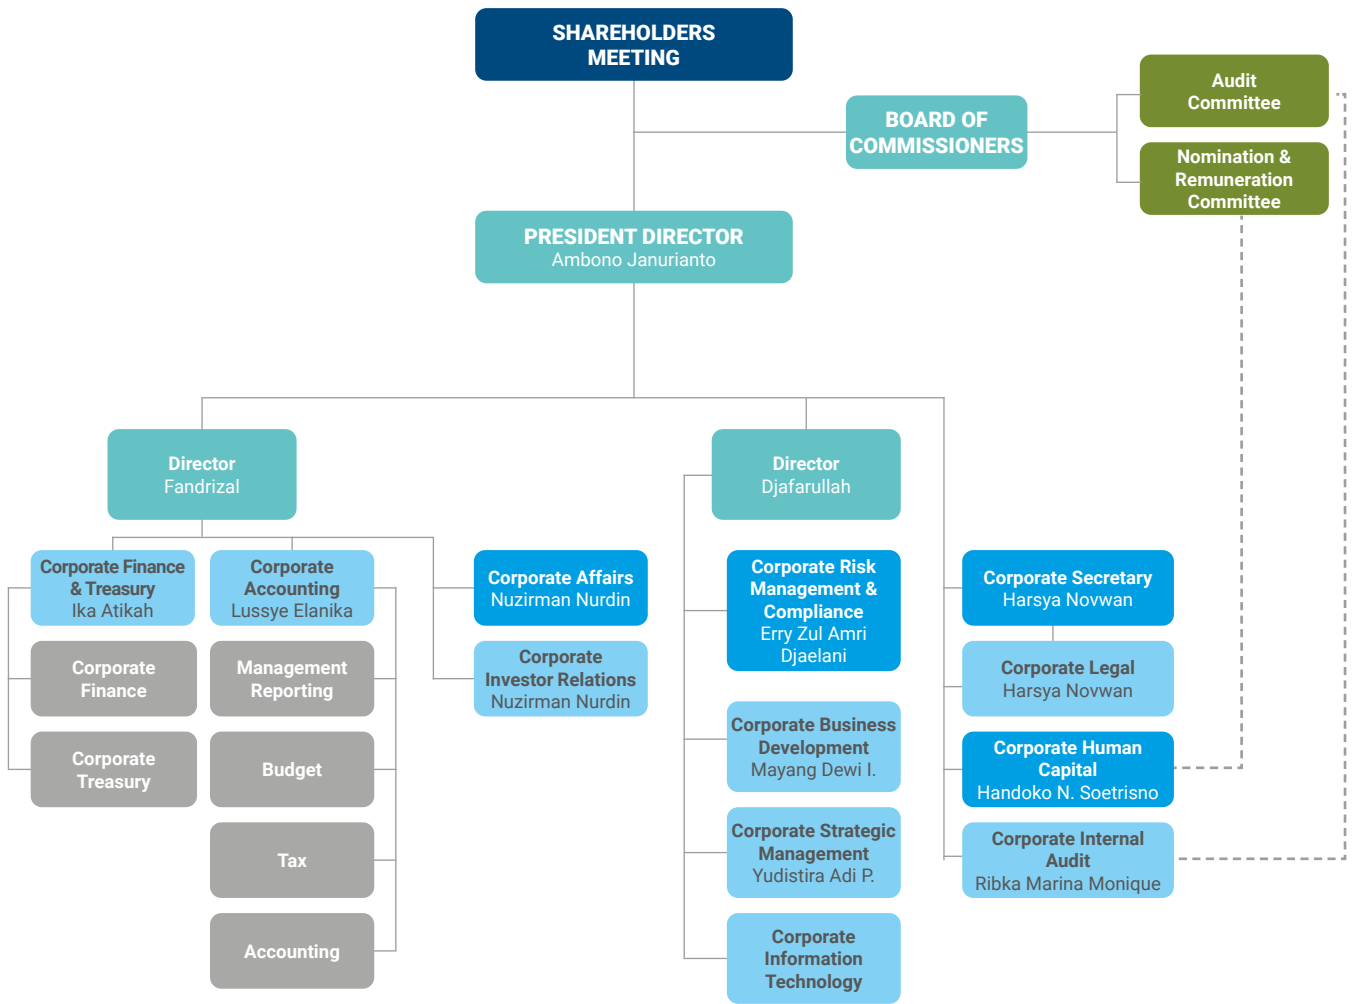 SHAREHOLDERS
MEETING
BOARD OF
COMMISSIONERS
Audit
Committee
Nomination &
Remuneration
Committee
PRESIDENT DIRECTOR
Ambono Janurianto
Director
Fandrizal
Director
Djafarullah
Corporate Finance
& Treasury
Ika Atikah
Corporate
Finance
Corporate
Treasury
Corporate
Accounting
Lussye Elanika
Management
Reporting
Budget
Tax
Accounting
Corporate Affairs
Nuzirman Nurdin
Corporate
Investor Relations
Nuzirman Nurdin
Corporate Risk
Management &
Compliance
Erry Zul Amri
Djaelani
Corporate Business
Development
Mayang Dewi I.
Corporate Strategic
Management
Yudistira Adi P.
Corporate
Information
Technology
Corporate Secretary
Harsya Novwan
Corporate Legal
Harsya Novwan
Corporate Human
Capital
Handoko N. Soetrisno
Corporate Internal
Audit
Ribka Marina Monique